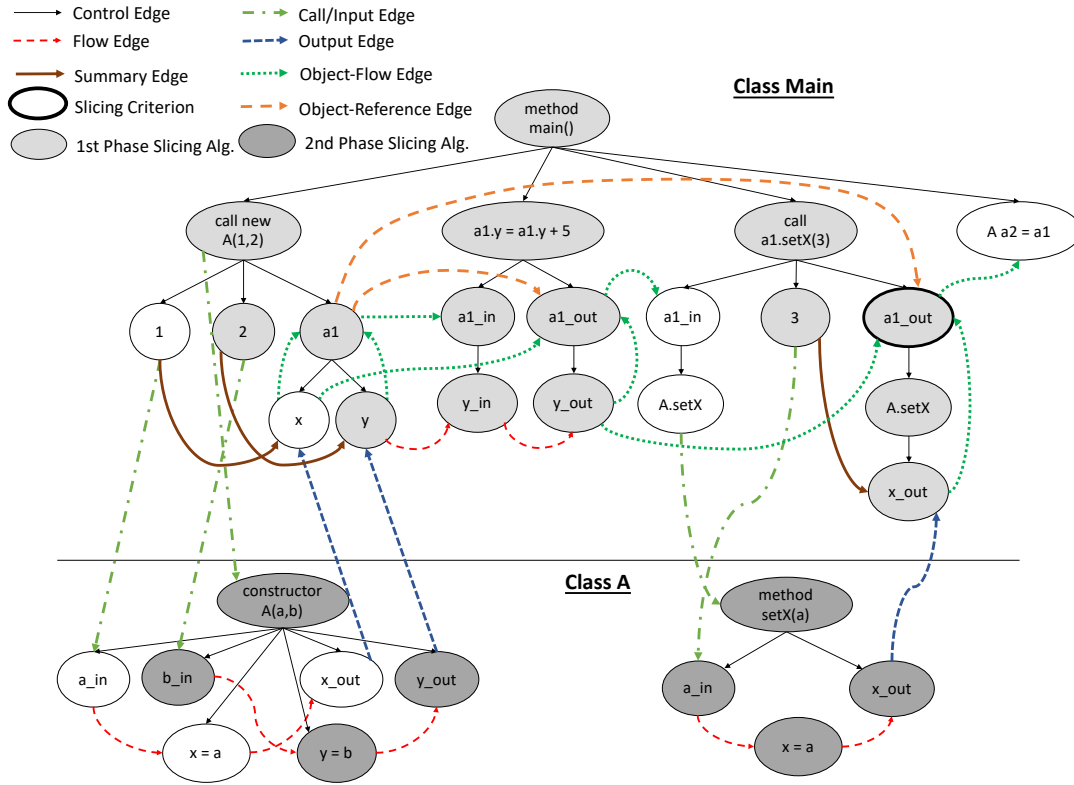 Control Edge
Call/Input Edge
Flow Edge
Output Edge
Summary Edge
Object-Flow Edge
Slicing Criterion
Object-Reference Edge
1st Phase Slicing Alg.
2nd Phase Slicing Alg.
Class Main
method
main()
call new
A(1,2)
a1.y = a1.y + 5
call
a1.setX(3)
A a2 = a1
1
2
a1
a1_in
a1_out
a1_in
3
a1_out
x
y
y_in
y_out
A.setX
A.setX
x_out
Class A
constructor
A(a,b)
method
setX(a)
a_in
b_in
x_out
y_out
a_in
x_out
x = a
y = b
x = a